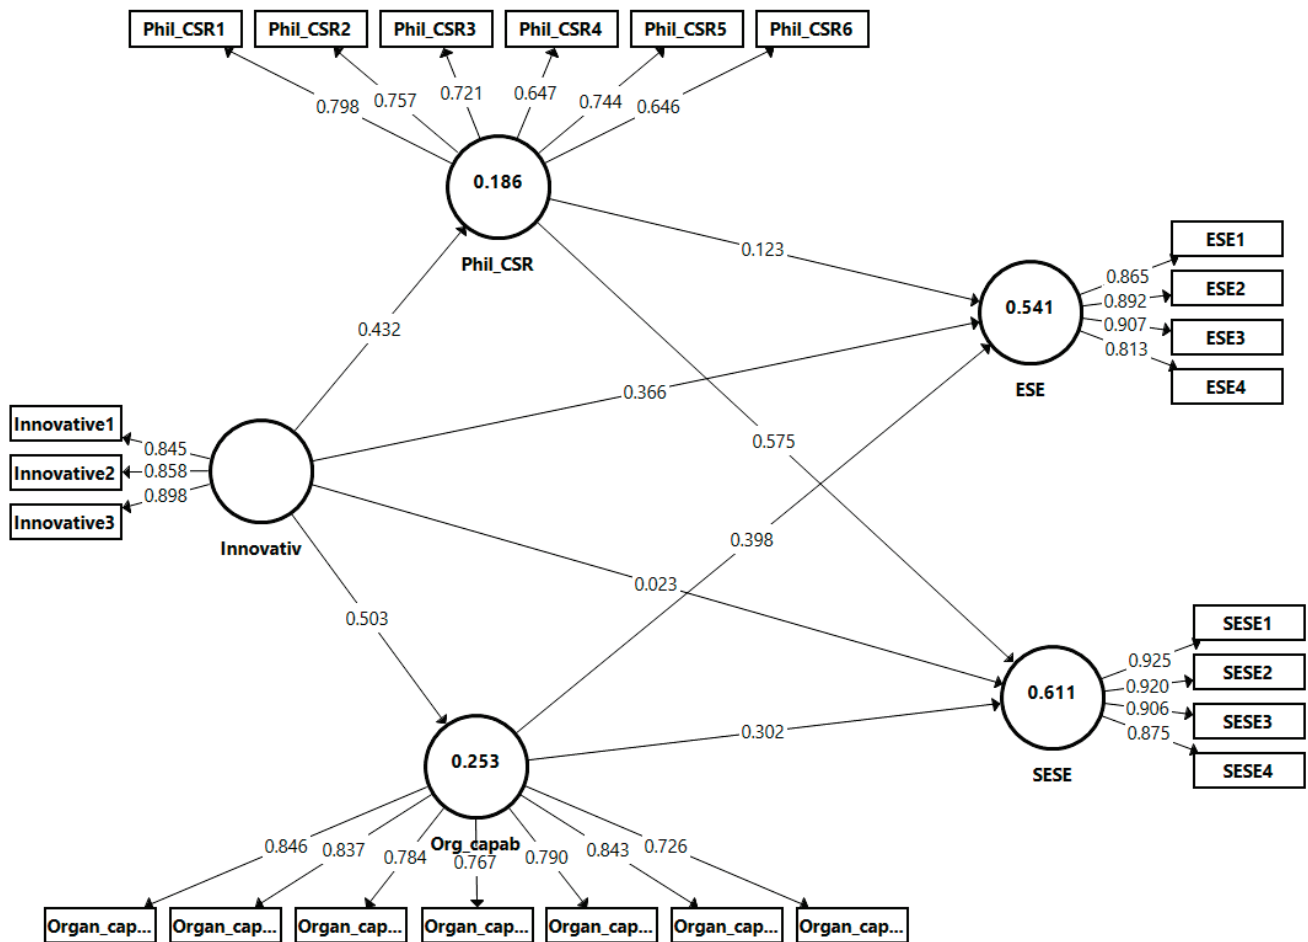 Phil_CSR1 Phil_CSR2 Phil_CSR3 Phil_CSR4 Phil_CSR5 Phil_CSR6
0.798 0.757 0.721 0.647 0.744 0.646
0.186
Phil_CSR
0.123
0.432
0.366
0.575
0.398
0.023
0.503
0.302
ESE1
0.865
ESE2
0.892
0.541
0.907
ESE3
0.813
ESE4
ESE
Innovative1
0.845
Innovative2
0.858
0.898
Innovative3
Innovativ
SESE1
0.925
SESE2
0.920
0.611
0.906
SESE3
0.875
SESE4
SESE
0.253
Org_capab
0.846 0.837 0.784 0.767 0.790 0.843 0.726
Organ_cap... Organ_cap... Organ_cap... Organ_cap... Organ_cap... Organ_cap... Organ_cap...